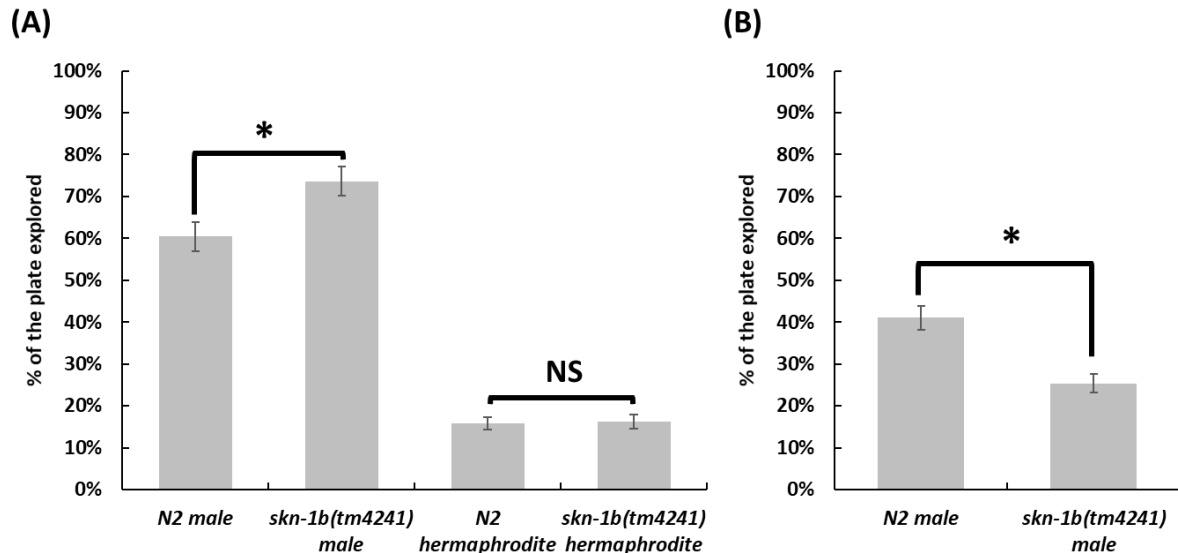 (A)
% of the plate explored
100%
90%
80%
70%
60%
50%
40%
30%
20%
10%
0%
*
NS
N2 male
skn-1b(tm4241)
male
N2
hermaphrodite
skn-1b(tm4241)
hermaphrodite
(B)
% of the plate explored
100%
90%
80%
70%
60%
50%
40%
30%
20%
10%
0%
*
N2 male
skn-1b(tm4241)
male